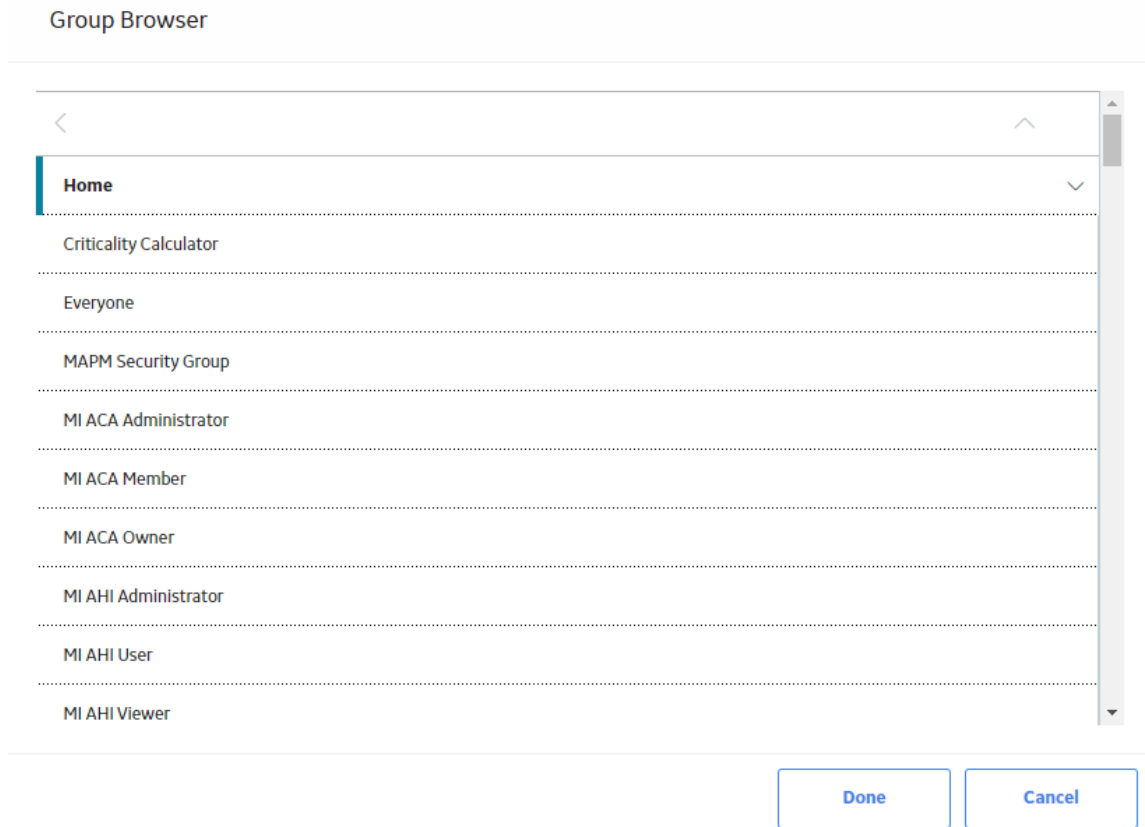 Group Browser
Home
Criticality Calculator
Everyone
MAPM Security Group
MI ACA Administrator
MI ACA Member
MI ACA Owner
MI AHI Administrator
MI AHI User
MI AHI Viewer
Done
Cancel